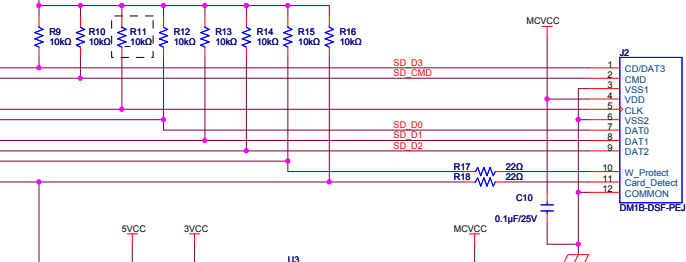 MCVCC
R9 R10 R11 R12 R13 R14 R15 R16
10kΩ 10kΩ 10kΩ 10kΩ 10kΩ 10kΩ 10kΩ 10kΩ
J2
SD_D3 1 CD/DAT3
SD_CMD 2 CMD
3 VSS1
4 VDD
5 CLK
6 VSS2
SD_D0 7 DAT0
SD_D1 8 DAT1
SD_D2 9 DAT2
R17 22Ω 10 W_Protect
R18 22Ω 11 Card_Detect
12 COMMON
C10
DM1B-DSF-PEJ
0.1µF/25V
5VCC 3VCC MCVCC
U3